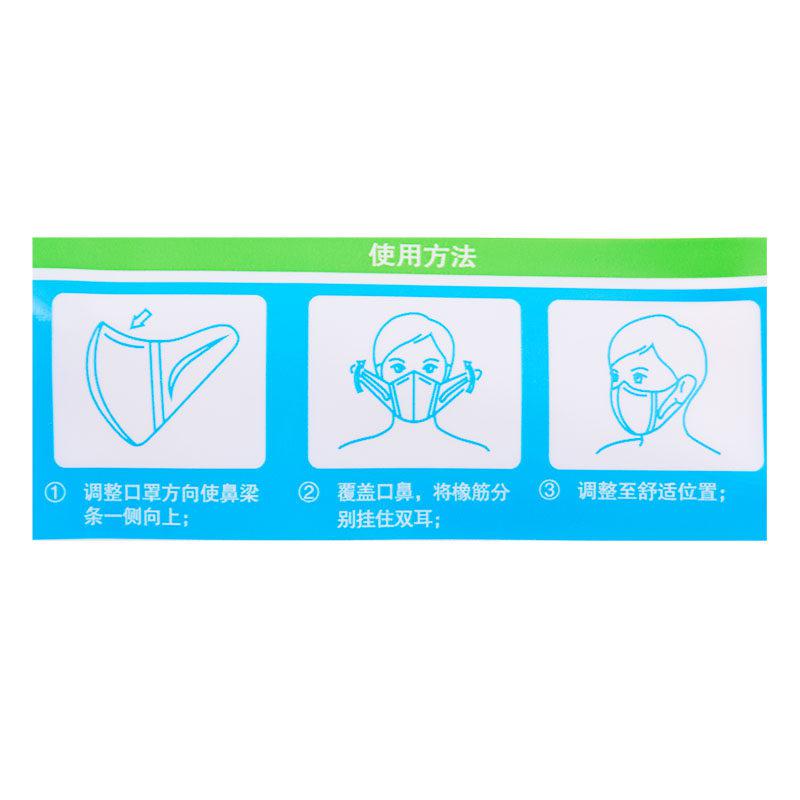 使用方法
① 调整口罩方向使鼻梁
条一侧向上；
② 覆盖口鼻，将橡筋分
别挂住双耳；
③ 调整至舒适位置；